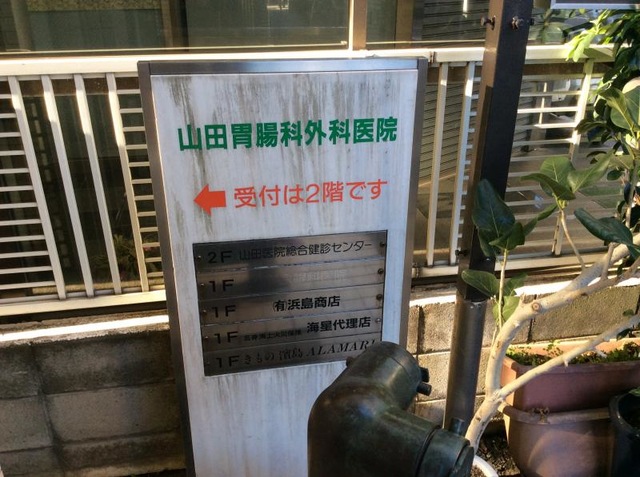 山田胃腸科外科医院
← 受付は2階です
2F 山田医院総合健診センター
1F
1F 有浜島商店
1F 海星代理店
1F きもの濱島 ALAMARI